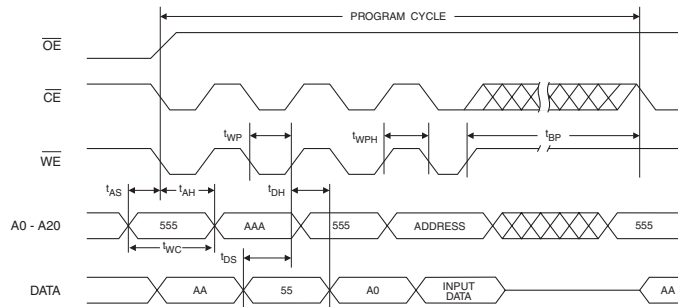 PROGRAM CYCLE
OE
CE
tWP
tWPH
tBP
WE
tAS
tAH
tDH
A0 - A20
555
AAA
555
ADDRESS
555
tWC
tDS
DATA
AA
55
A0
INPUT
DATA
AA